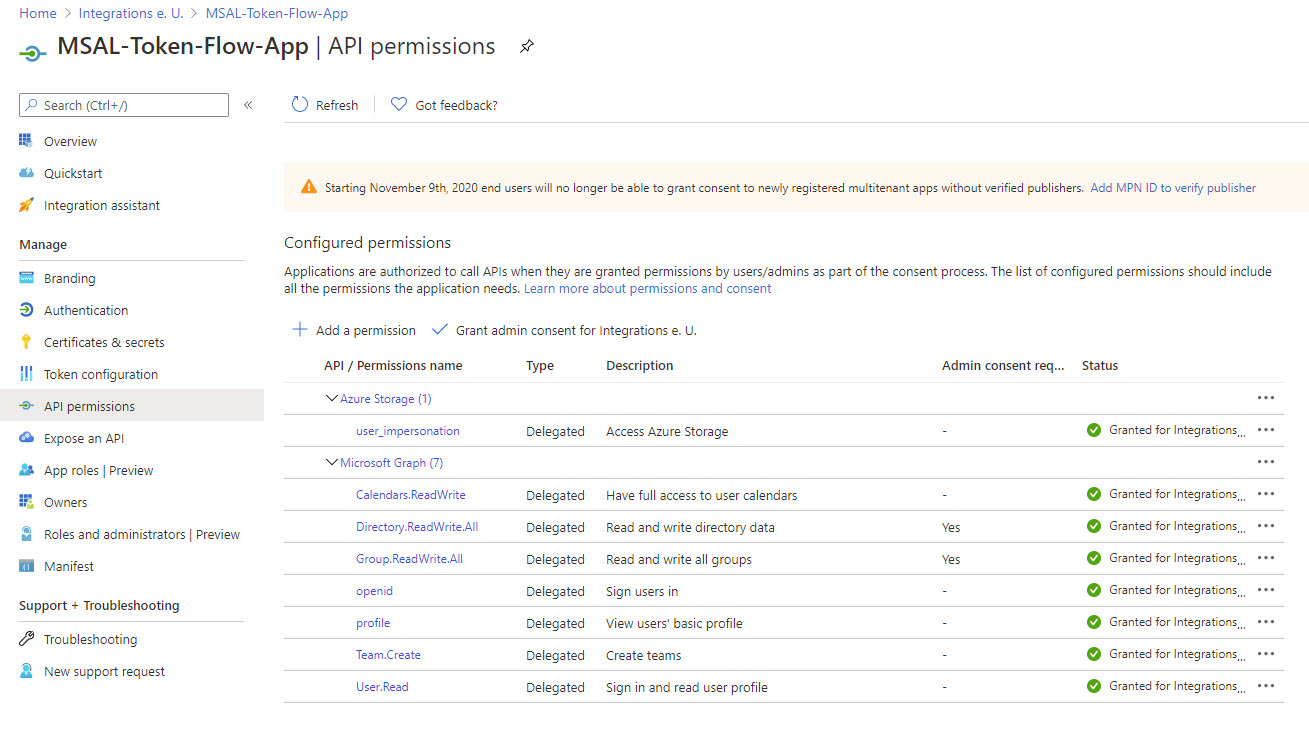 Home > Integrations e. U. > MSAL-Token-Flow-App
MSAL-Token-Flow-App | API permissions
Search (Ctrl+/)
«
Overview
Quickstart
Integration assistant
Manage
Branding
Authentication
Certificates & secrets
Token configuration
API permissions
Expose an API
App roles | Preview
Owners
Roles and administrators | Preview
Manifest
Support + Troubleshooting
Troubleshooting
New support request
Refresh | Got feedback?
Starting November 9th, 2020 end users will no longer be able to grant consent to newly registered multitenant apps without verified publishers. Add MPN ID to verify publisher
Configured permissions
Applications are authorized to call APIs when they are granted permissions by users/admins as part of the consent process. The list of configured permissions should include
all the permissions the application needs. Learn more about permissions and consent
Add a permission Grant admin consent for Integrations e. U.
API / Permissions name Type Description Admin consent req... Status
Azure Storage (1) ...
user_impersonation Delegated Access Azure Storage - Granted for Integrations... ...
Microsoft Graph (7) ...
Calendars.ReadWrite Delegated Have full access to user calendars - Granted for Integrations... ...
Directory.ReadWrite.All Delegated Read and write directory data Yes Granted for Integrations... ...
Group.ReadWrite.All Delegated Read and write all groups Yes Granted for Integrations... ...
openid Delegated Sign users in - Granted for Integrations... ...
profile Delegated View users' basic profile - Granted for Integrations... ...
Team.Create Delegated Create teams - Granted for Integrations... ...
User.Read Delegated Sign in and read user profile - Granted for Integrations... ...